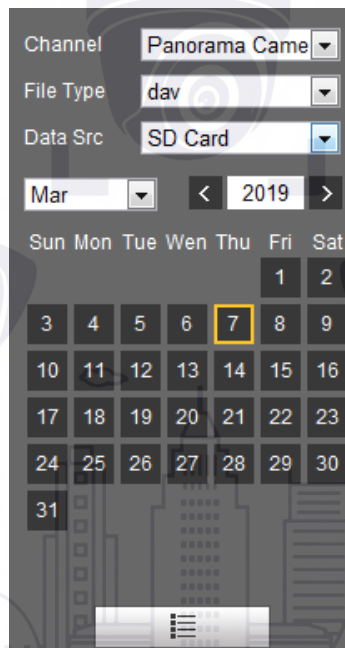 Channel Panorama Came
File Type dav
Data Src SD Card
Mar < 2019 >
Sun Mon Tue Wen Thu Fri Sat
1 2
3 4 5 6 7 8 9
10 11 12 13 14 15 16
17 18 19 20 21 22 23
24 25 26 27 28 29 30
31